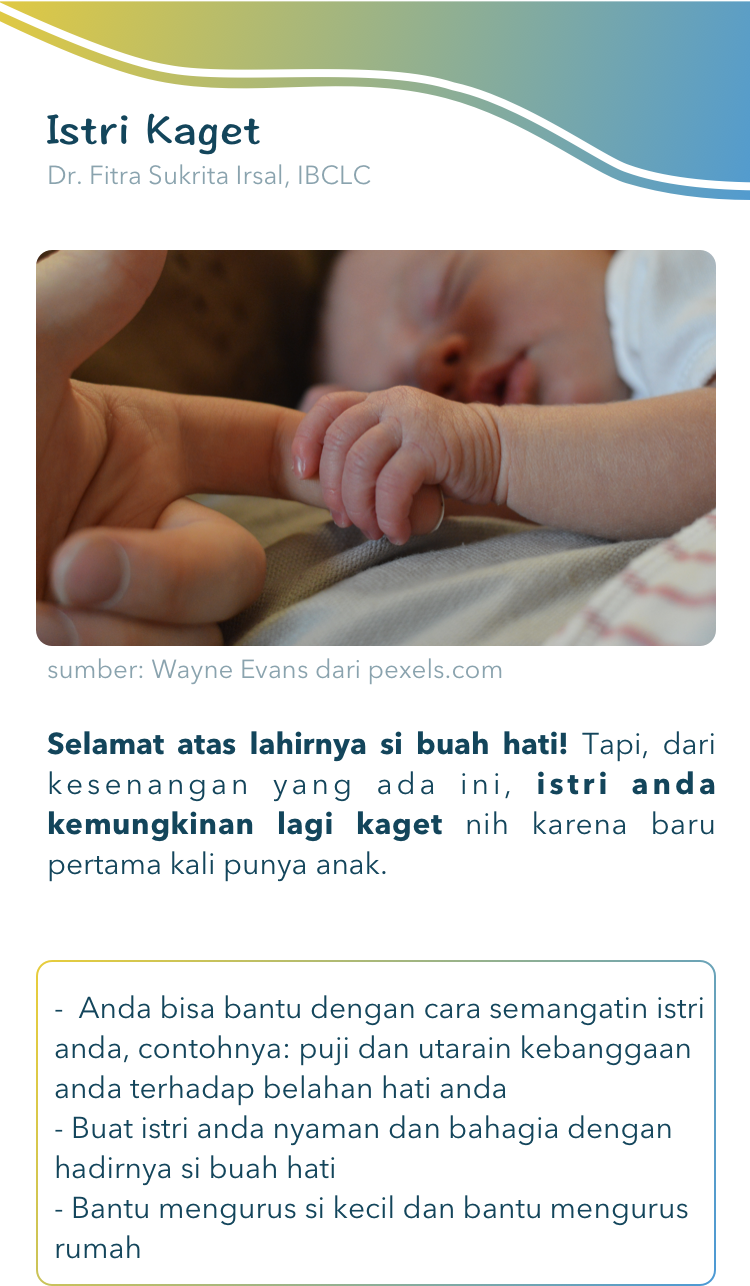 Istri Kaget
Dr. Fitra Sukrita Irsal, IBCLC
sumber: Wayne Evans dari pexels.com
Selamat atas lahirnya si buah hati! Tapi, dari
kesenangan yang ada ini, istri anda
kemungkinan lagi kaget nih karena baru
pertama kali punya anak.
- Anda bisa bantu dengan cara semangatin istri
anda, contohnya: puji dan utarain kebanggaan
anda terhadap belahan hati anda
- Buat istri anda nyaman dan bahagia dengan
hadirnya si buah hati
- Bantu mengurus si kecil dan bantu mengurus
rumah